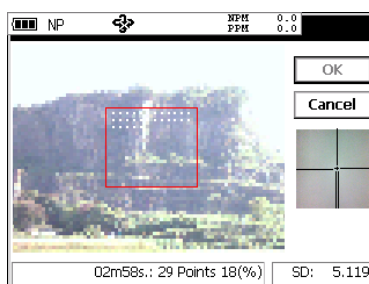 NP
NPM 0.0
PPM 0.0
OK
Cancel
02m58s.: 29 Points 18(%)
SD: 5.119